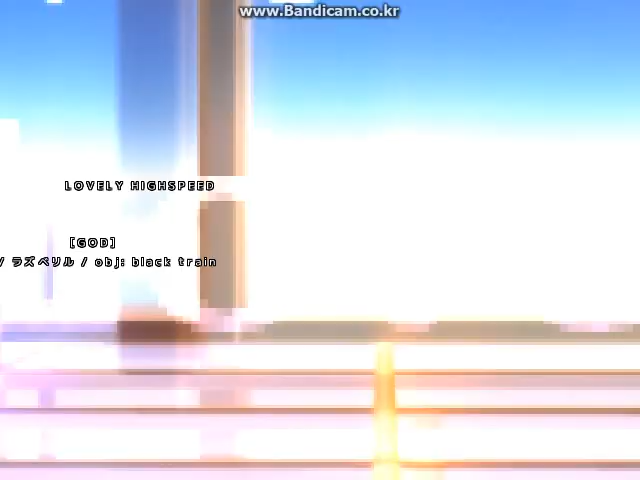 www.Bandicam.co.kr
LOVELY HIGHSPEED
[GOD]
/ ラズベリル / obj: black train